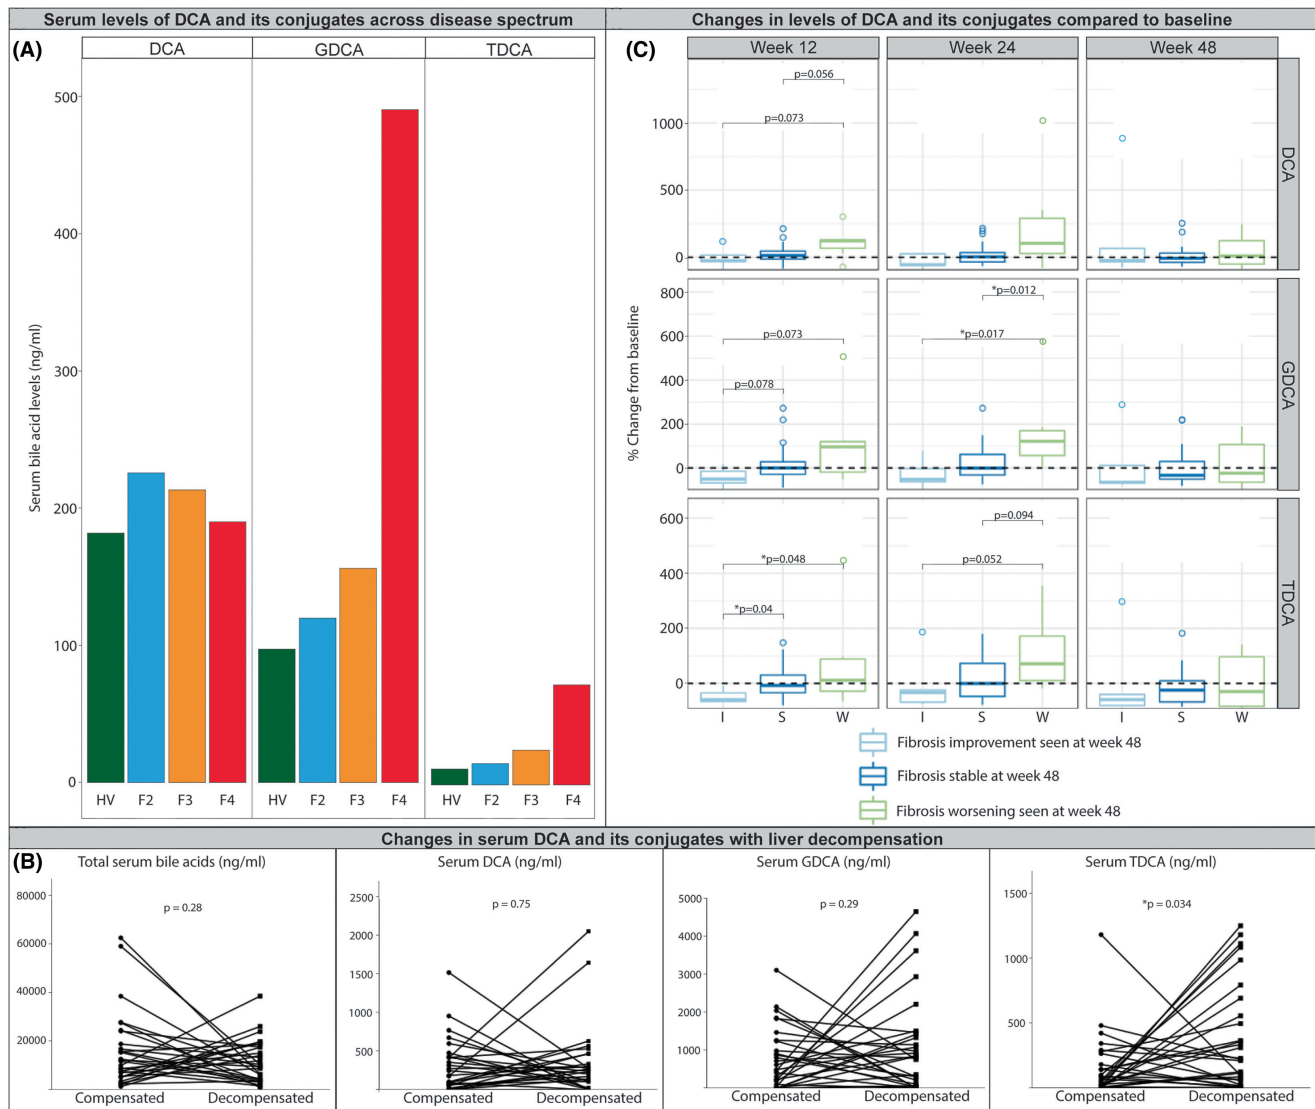 Serum levels of DCA and its conjugates across disease spectrum
(A)
DCA GDCA TDCA
Serum bile acid levels (ng/ml)
500
400
300
200
100
0
HV F2 F3 F4 HV F2 F3 F4 HV F2 F3 F4
Changes in levels of DCA and its conjugates compared to baseline
(C)
Week 12 Week 24 Week 48
% Change from baseline
DCA
1000
500
0
p=0.056
p=0.073
GDCA
800
600
400
200
0
p=0.073
p=0.078
*p=0.012
*p=0.017
TDCA
600
400
200
0
*p=0.048
*p=0.04
p=0.094
p=0.052
I S W I S W I S W
Fibrosis improvement seen at week 48
Fibrosis stable at week 48
Fibrosis worsening seen at week 48
Changes in serum DCA and its conjugates with liver decompensation
(B)
Total serum bile acids (ng/ml)
p = 0.28
80000
60000
40000
20000
Compensated Decompensated
Serum DCA (ng/ml)
p = 0.75
2500
2000
1500
1000
500
Compensated Decompensated
Serum GDCA (ng/ml)
p = 0.29
5000
4000
3000
2000
1000
Compensated Decompensated
Serum TDCA (ng/ml)
*p = 0.034
1500
1000
500
Compensated Decompensated